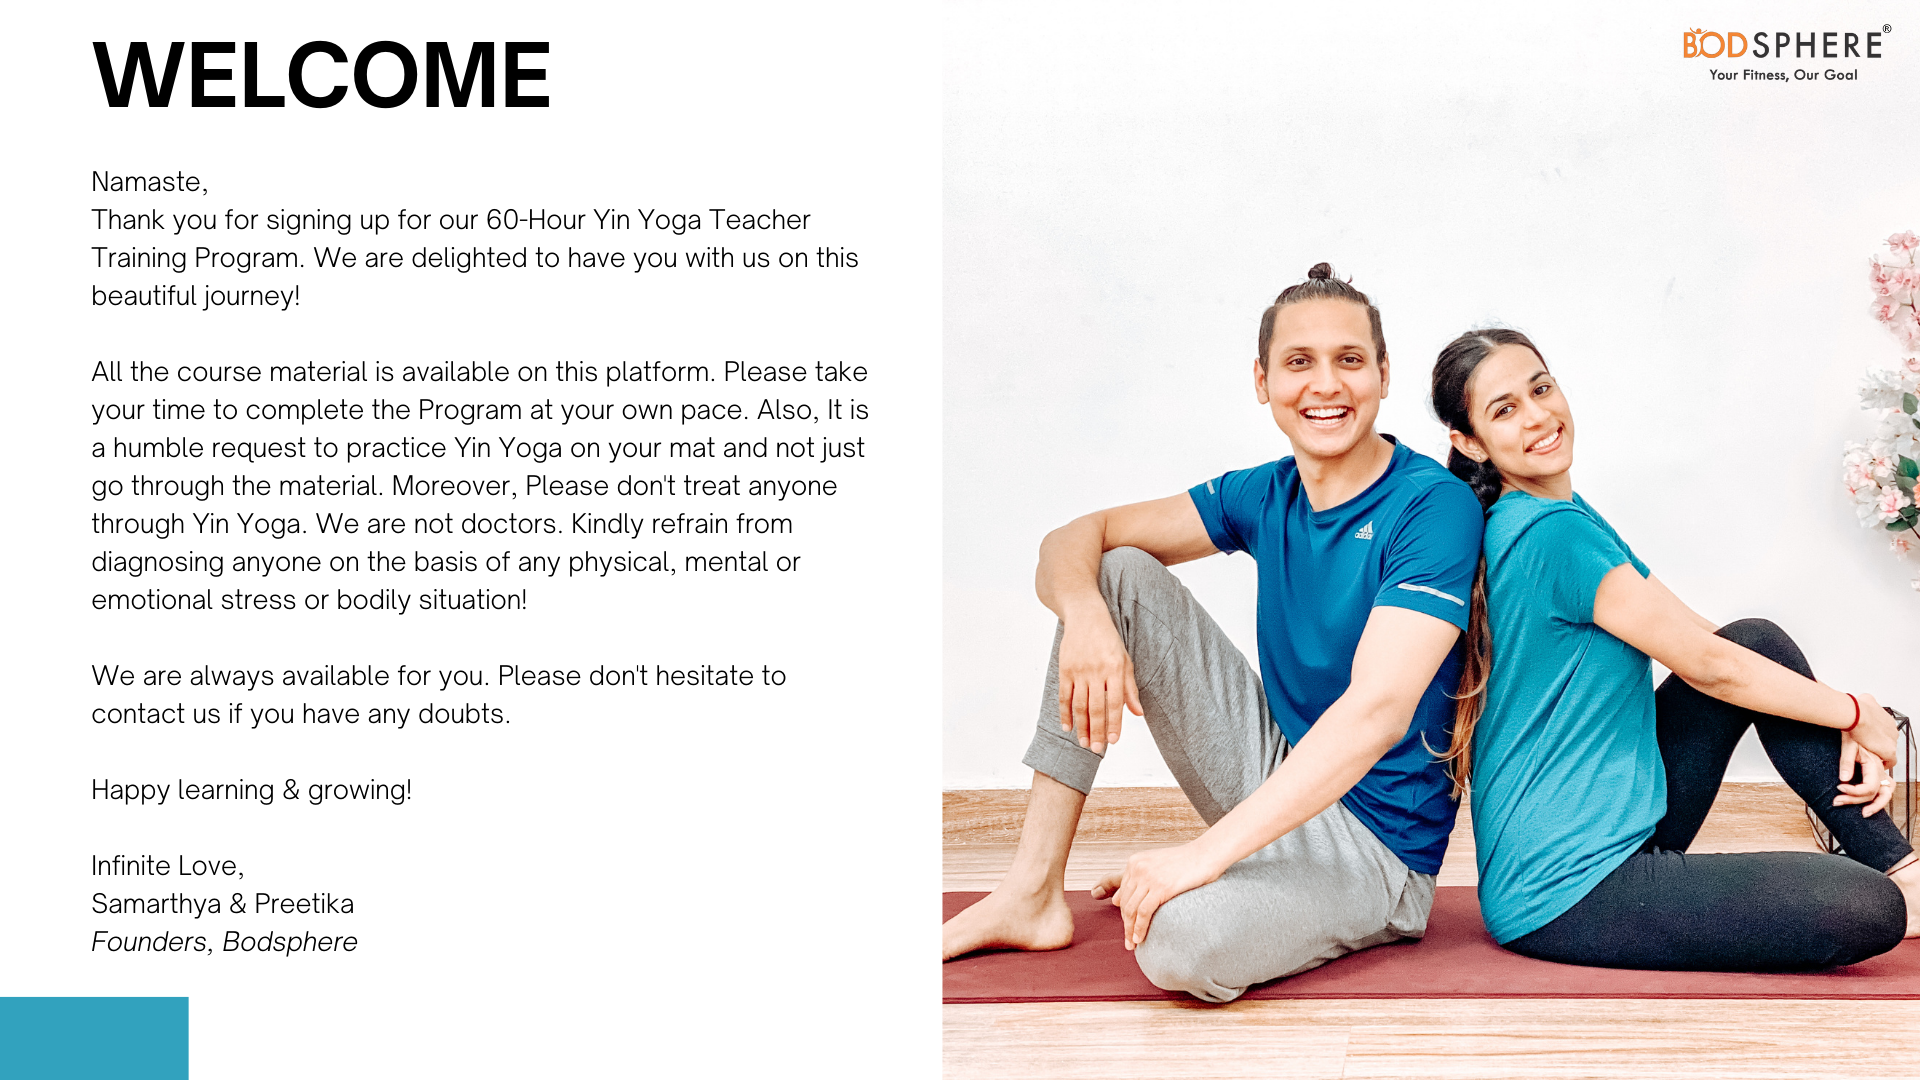 WELCOME
BODSPHERE®
Your Fitness, Our Goal
Namaste,
Thank you for signing up for our 60-Hour Yin Yoga Teacher
Training Program. We are delighted to have you with us on this
beautiful journey!
All the course material is available on this platform. Please take
your time to complete the Program at your own pace. Also, It is
a humble request to practice Yin Yoga on your mat and not just
go through the material. Moreover, Please don't treat anyone
through Yin Yoga. We are not doctors. Kindly refrain from
diagnosing anyone on the basis of any physical, mental or
emotional stress or bodily situation!
We are always available for you. Please don't hesitate to
contact us if you have any doubts.
Happy learning & growing!
Infinite Love,
Samarthya & Preetika
Founders, Bodsphere
adidas